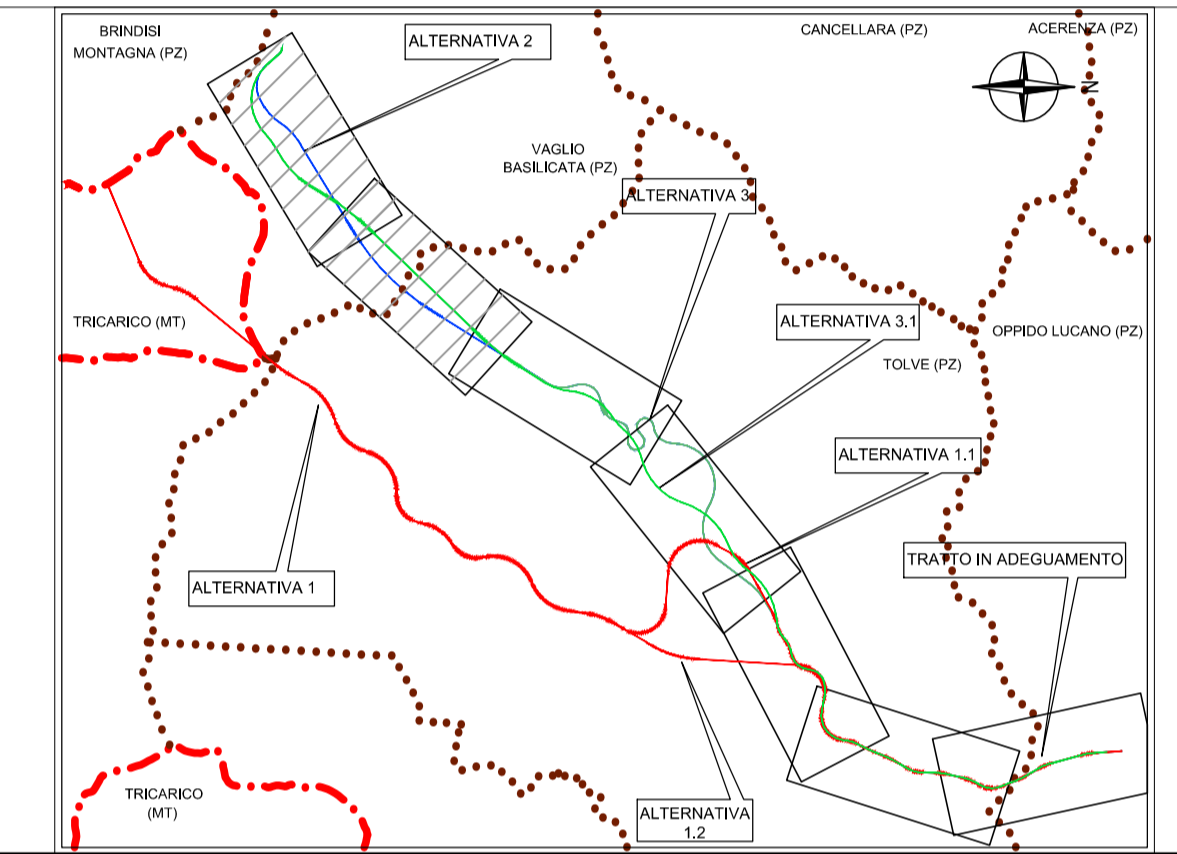 BRINDISI
MONTAGNA (PZ)
ALTERNATIVA 2
CANCELLARA (PZ)
ACERENZA (PZ)
N
VAGLIO
BASILICATA (PZ)
ALTERNATIVA 3
TRICARICO (MT)
ALTERNATIVA 3.1
OPPIDO LUCANO (PZ)
TOLVE (PZ)
ALTERNATIVA 1.1
TRATTO IN ADEGUAMENTO
ALTERNATIVA 1
TRICARICO
(MT)
ALTERNATIVA
1.2